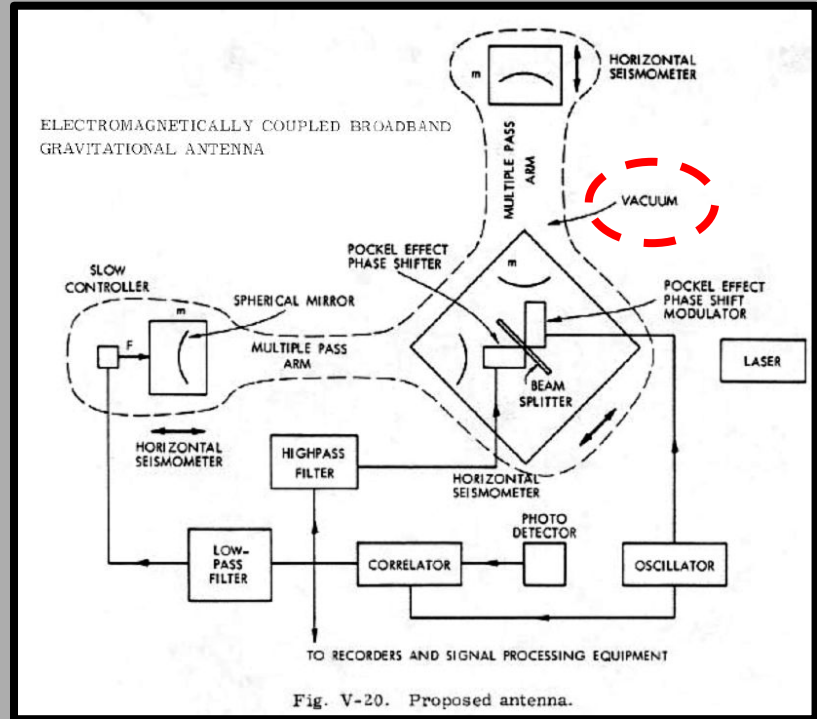 ELECTROMAGNETICALLY COUPLED BROADBAND
GRAVITATIONAL ANTENNA
m
HORIZONTAL
SEISMOMETER
MULTIPLE PASS
ARM
VACUUM
POCKEL EFFECT
PHASE SHIFTER
m
SLOW
CONTROLLER
SPHERICAL MIRROR
m
F
MULTIPLE PASS
ARM
POCKEL EFFECT
PHASE SHIFT
MODULATOR
LASER
BEAM
SPLITTER
HORIZONTAL
SEISMOMETER
HIGHPASS
FILTER
HORIZONTAL
SEISMOMETER
PHOTO
DETECTOR
LOW-
PASS
FILTER
CORRELATOR
OSCILLATOR
TO RECORDERS AND SIGNAL PROCESSING EQUIPMENT
Fig. V-20. Proposed antenna.